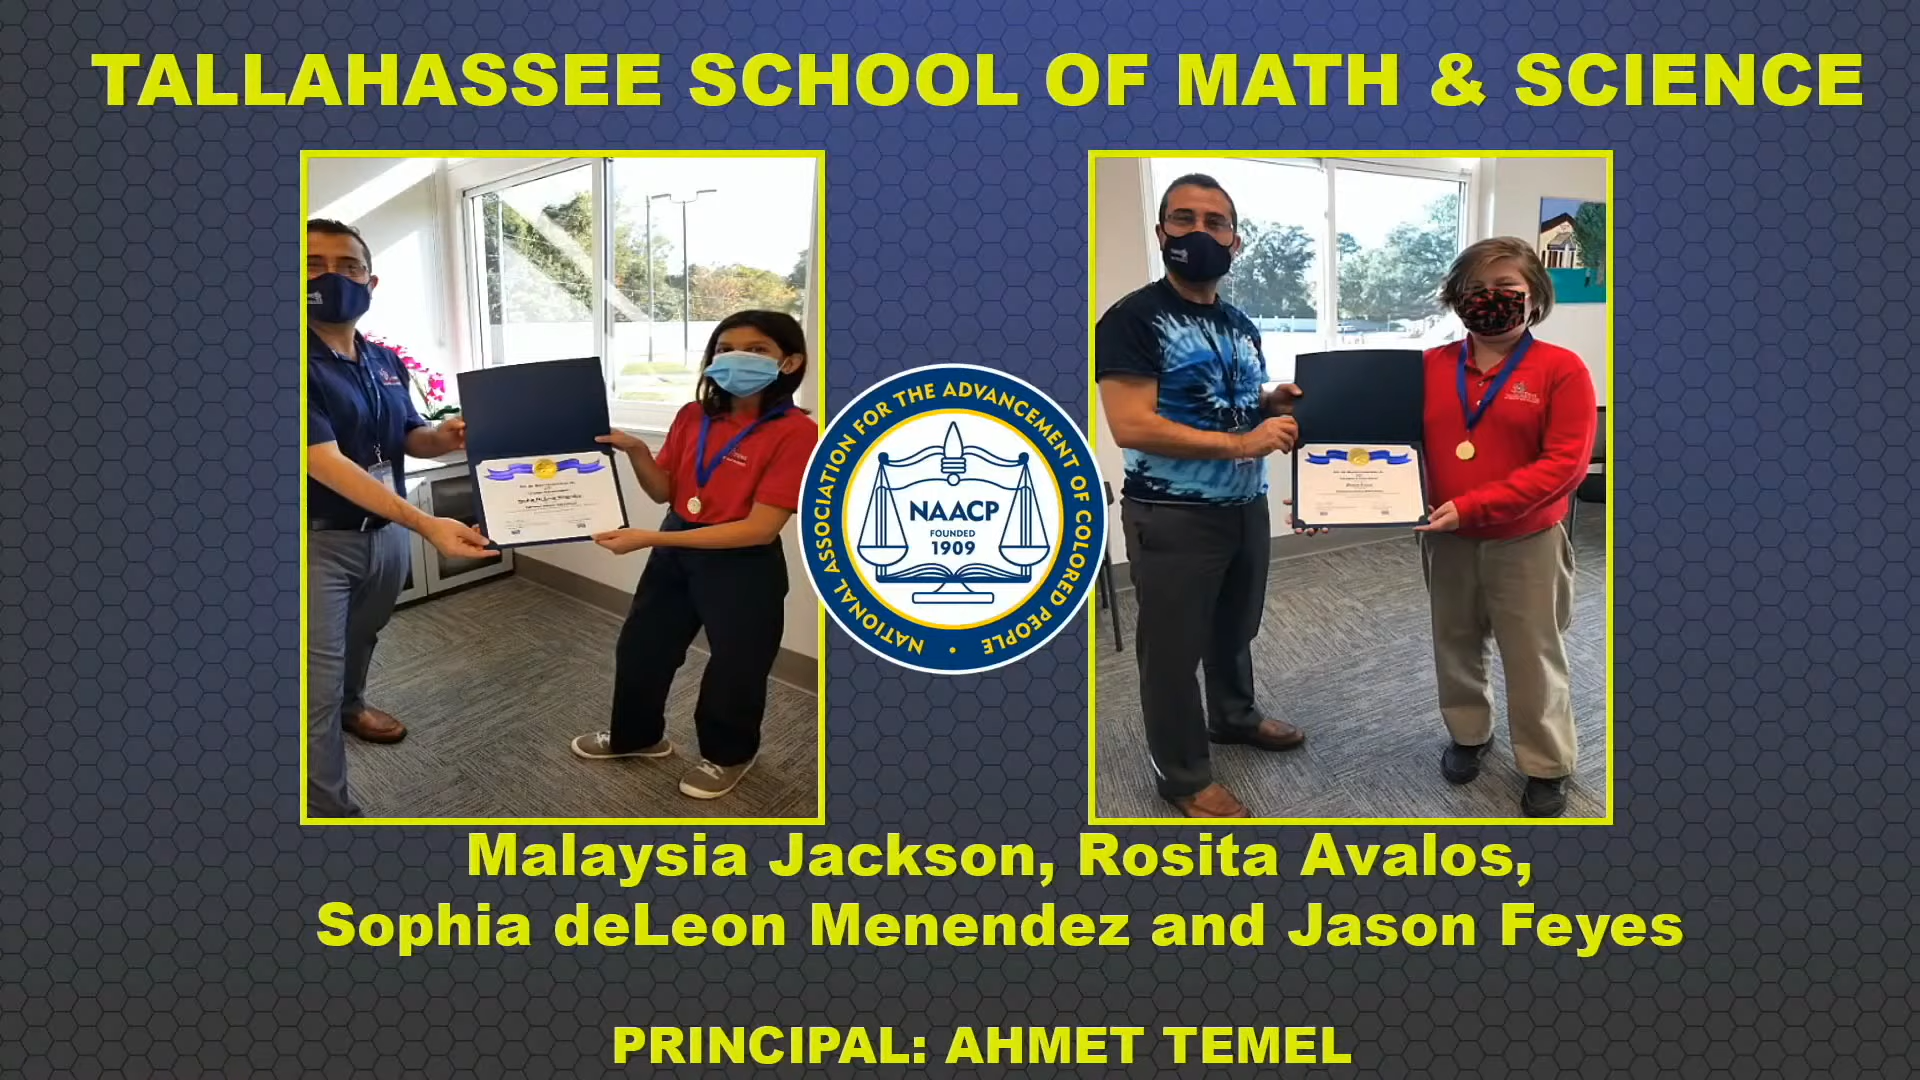 TALLAHASSEE SCHOOL OF MATH & SCIENCE
NATIONAL ASSOCIATION FOR THE ADVANCEMENT OF COLORED PEOPLE
NAACP
FOUNDED
1909
Malaysia Jackson, Rosita Avalos,
Sophia deLeon Menendez and Jason Feyes
PRINCIPAL: AHMET TEMEL